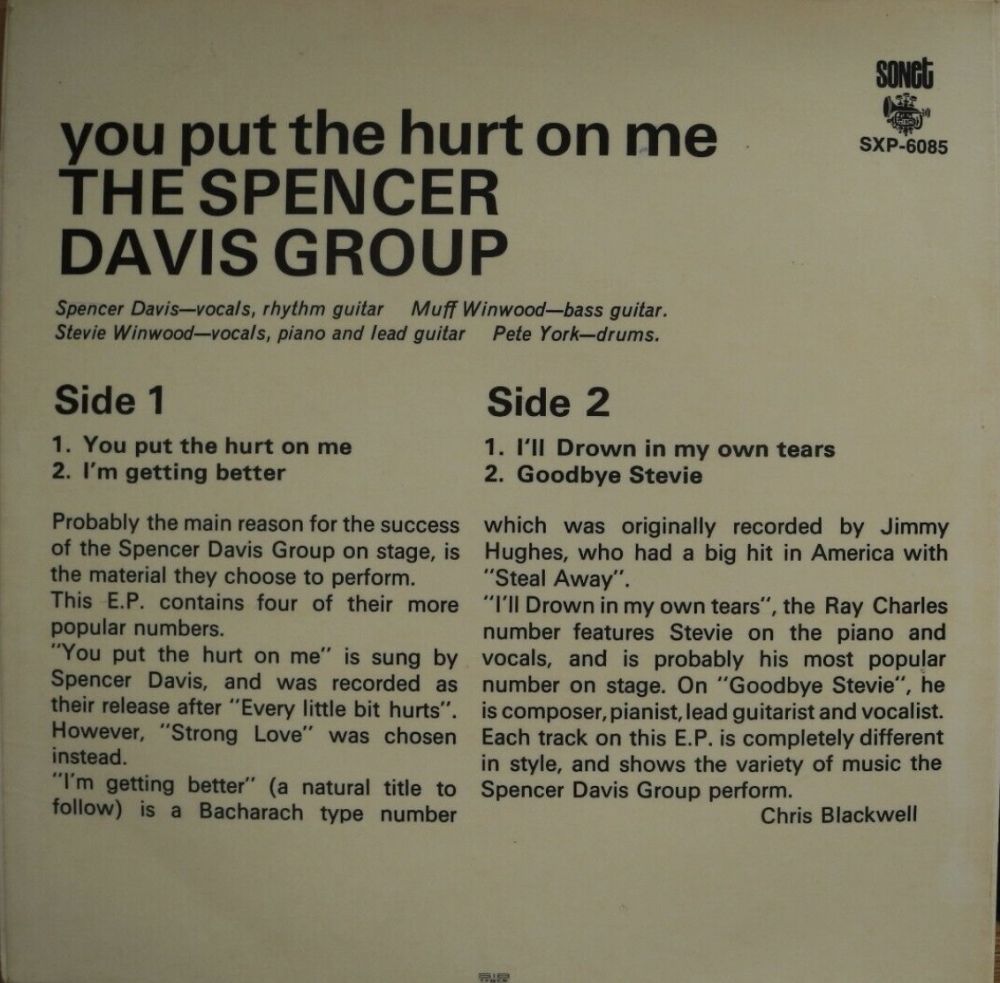 sonet
SXP-6085
you put the hurt on me
THE SPENCER
DAVIS GROUP
Spencer Davis—vocals, rhythm guitar Muff Winwood—bass guitar.
Stevie Winwood—vocals, piano and lead guitar Pete York—drums.
Side 1
1. You put the hurt on me
2. I'm getting better
Probably the main reason for the success
of the Spencer Davis Group on stage, is
the material they choose to perform.
This E.P. contains four of their more
popular numbers.
"You put the hurt on me" is sung by
Spencer Davis, and was recorded as
their release after "Every little bit hurts".
However, "Strong Love" was chosen
instead.
"I'm getting better" (a natural title to
follow) is a Bacharach type number
Side 2
1. I'll Drown in my own tears
2. Goodbye Stevie
which was originally recorded by Jimmy
Hughes, who had a big hit in America with
"Steal Away".
"I'll Drown in my own tears", the Ray Charles
number features Stevie on the piano and
vocals, and is probably his most popular
number on stage. On "Goodbye Stevie", he
is composer, pianist, lead guitarist and vocalist.
Each track on this E.P. is completely different
in style, and shows the variety of music the
Spencer Davis Group perform.
Chris Blackwell